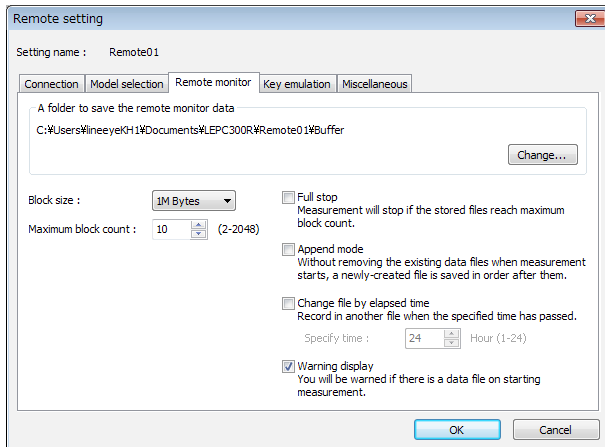 Remote setting
Setting name : Remote01
Connection Model selection Remote monitor Key emulation Miscellaneous
A folder to save the remote monitor data
C:¥Users¥lineeyeKH1¥Documents¥LEPC300R¥Remote01¥Buffer
Change...
Block size : 1M Bytes
Maximum block count : 10 (2-2048)
Full stop
Measurement will stop if the stored files reach maximum
block count.
Append mode
Without removing the existing data files when measurement
starts, a newly-created file is saved in order after them.
Change file by elapsed time
Record in another file when the specified time has passed.
Specify time : 24 Hour (1-24)
Warning display
You will be warned if there is a data file on starting
measurement.
OK Cancel